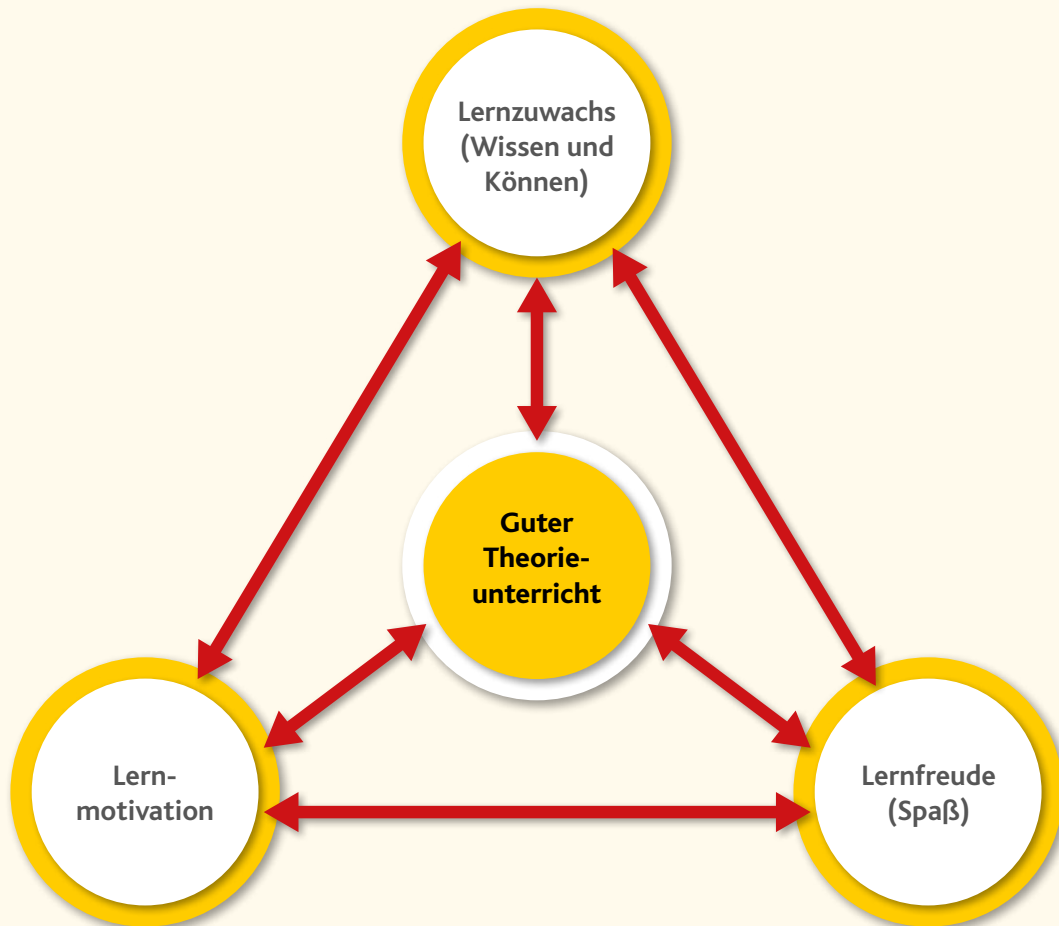 Lernzuwachs
(Wissen und
Können)
Guter
Theorie-
unterricht
Lern-
motivation
Lernfreude
(Spaß)